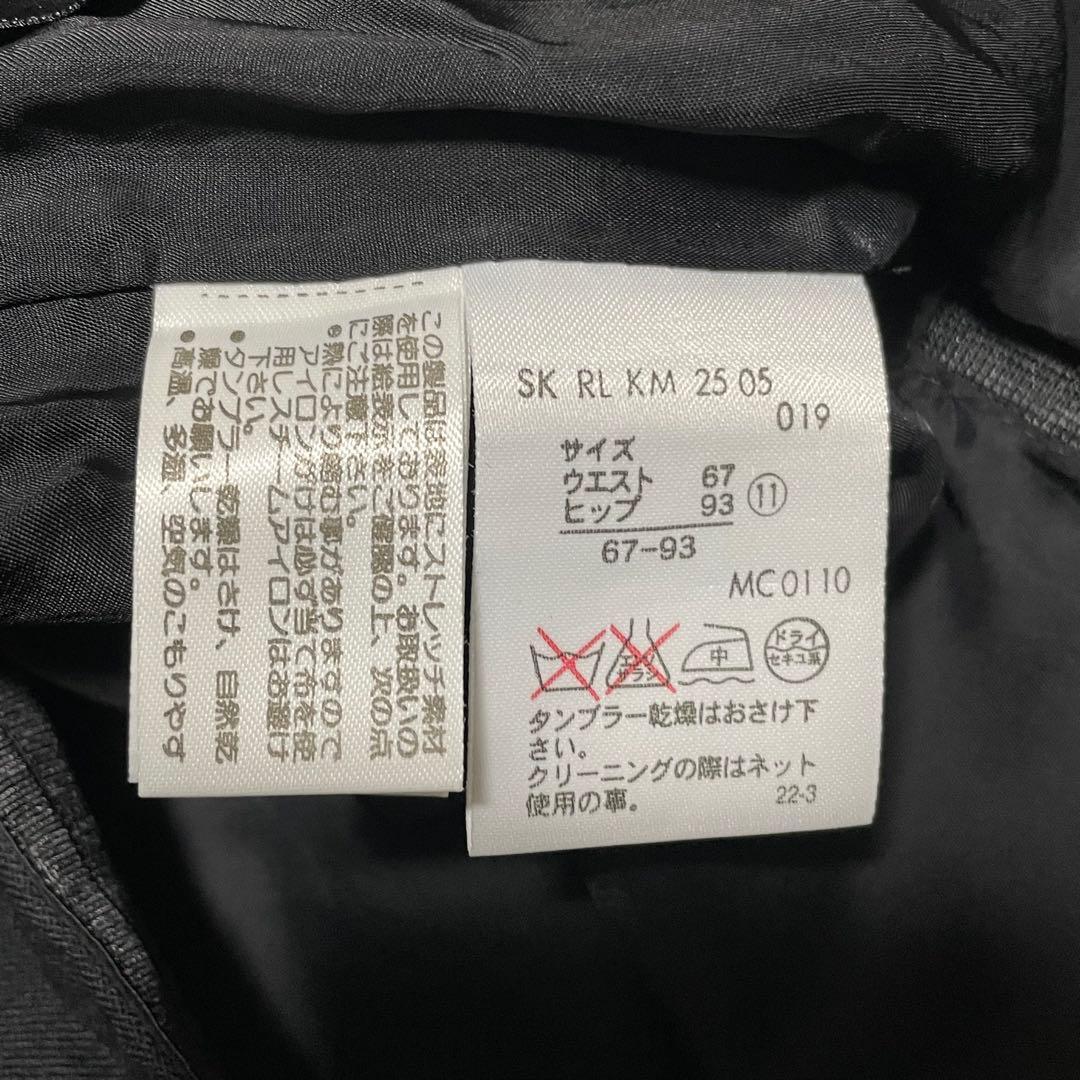 この製品は表地にストレッチ素材
を使用しております。お取扱いの
際は絵表示をご確認の上、次の点
にご注意下さい。
•熱により縮む事がありますので
アイロンがけは必ず当て布を使
用しスチームアイロンはお避け
下さい。
•タンブラー乾燥はさけ、自然乾
燥でお願いします。
•高温、多湿、空気のこもりやす
SK RL KM 25 05
019
サイズ
ウエスト 67
ヒップ 93 ⑪
67-93
MC0110
エンソ
サラシ
中
ドライ
セキユ系
タンブラー乾燥はおさけ下
さい。
クリーニングの際はネット
使用の事。
22-3